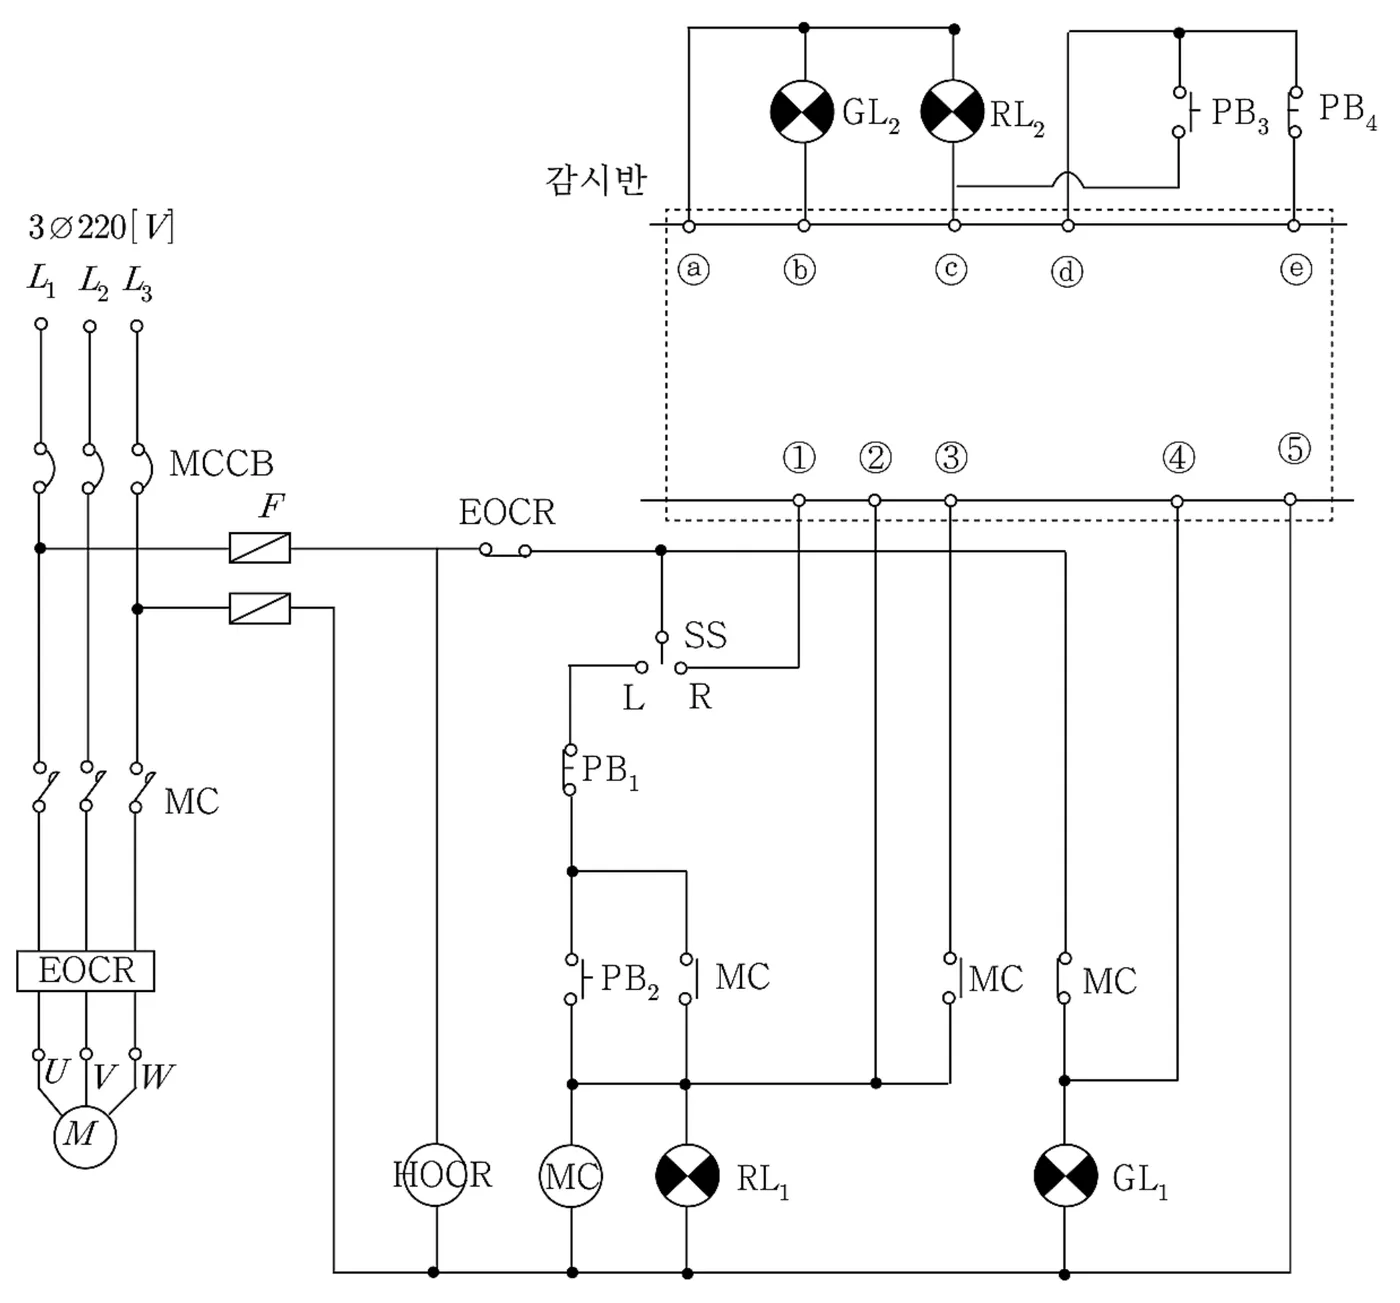 GL₂
RL₂
PB₃
PB₄
감시반
3∅220[V]
L₁ L₂ L₃
ⓐ ⓑ ⓒ ⓓ ⓔ
MCCB
① ② ③ ④ ⑤
F
EOCR
SS
L R
PB₁
MC
EOCR
PB₂ MC MC MC
U V W
M
HOCR MC RL₁ GL₁